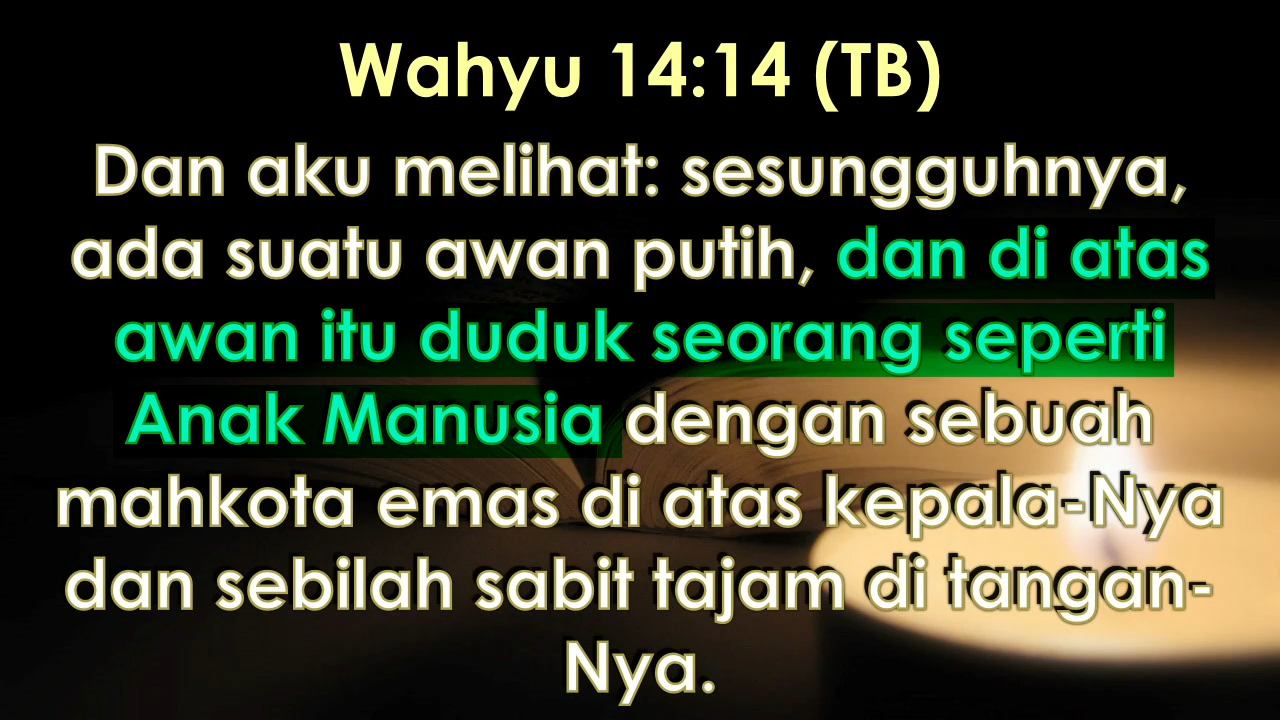 Wahyu 14:14 (TB)
Dan aku melihat: sesungguhnya,
ada suatu awan putih, dan di atas
awan itu duduk seorang seperti
Anak Manusia dengan sebuah
mahkota emas di atas kepala-Nya
dan sebilah sabit tajam di tangan-
Nya.